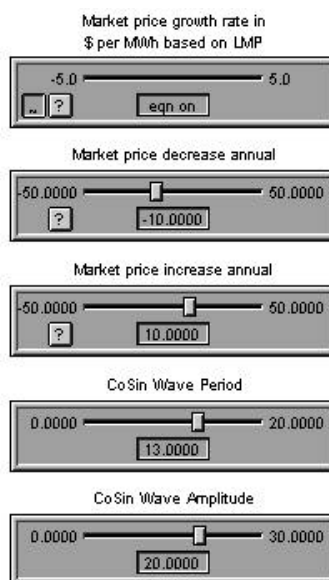 Market price growth rate in
$ per MWh based on LMP
-5.0 5.0
~ ? eqn on
Market price decrease annual
-50.0000 50.0000
? -10.0000
Market price increase annual
-50.0000 50.0000
? 10.0000
CoSin Wave Period
0.0000 20.0000
13.0000
CoSin Wave Amplitude
0.0000 30.0000
20.0000